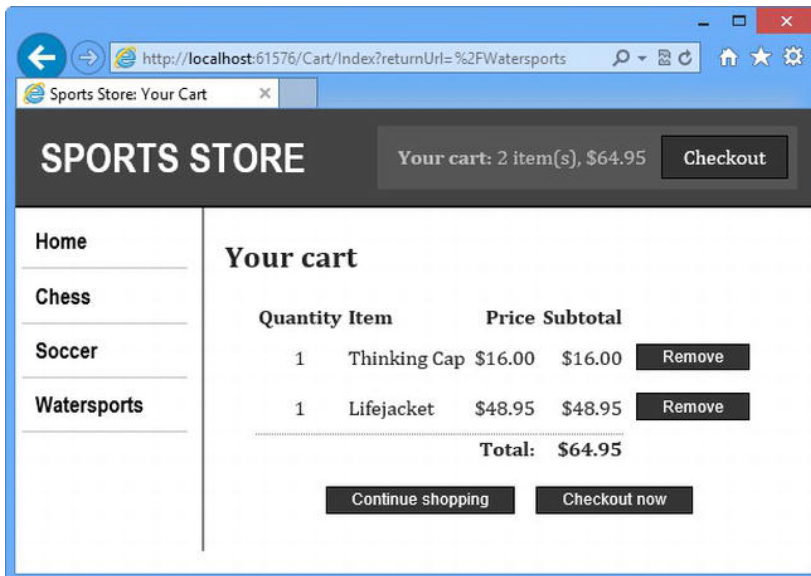 http://localhost:61576/Cart/Index?returnUrl=%2FWatersports
Sports Store: Your Cart
SPORTS STORE
Your cart: 2 item(s), $64.95
Checkout
Home
Chess
Soccer
Watersports
Your cart
Quantity Item Price Subtotal
1 Thinking Cap $16.00 $16.00 Remove
1 Lifejacket $48.95 $48.95 Remove
Total: $64.95
Continue shopping Checkout now